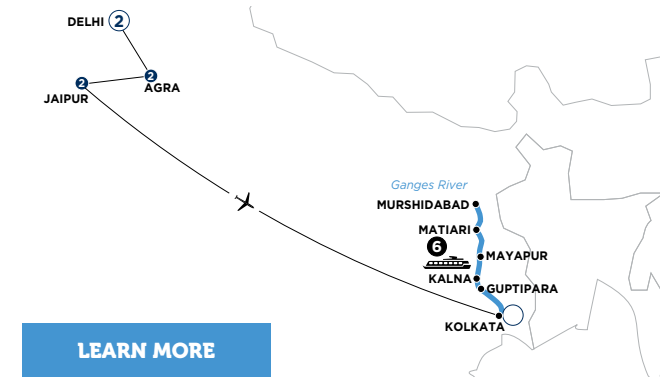 DELHI 2
2
AGRA
2
JAIPUR
Ganges River
MURSHIDABAD
MATIARI
6
MAYAPUR
KALNA
GUPTIPARA
KOLKATA
LEARN MORE